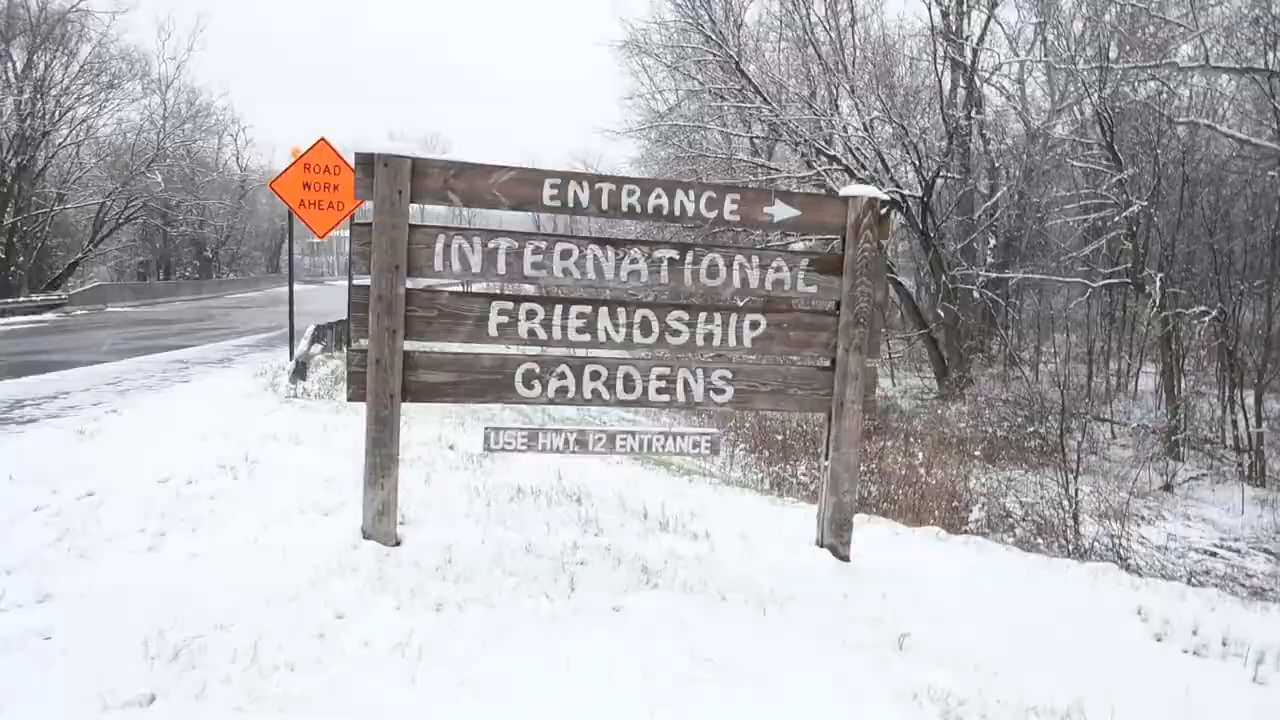 ROAD
WORK
AHEAD
ENTRANCE
INTERNATIONAL
FRIENDSHIP
GARDENS
USE HWY. 12 ENTRANCE